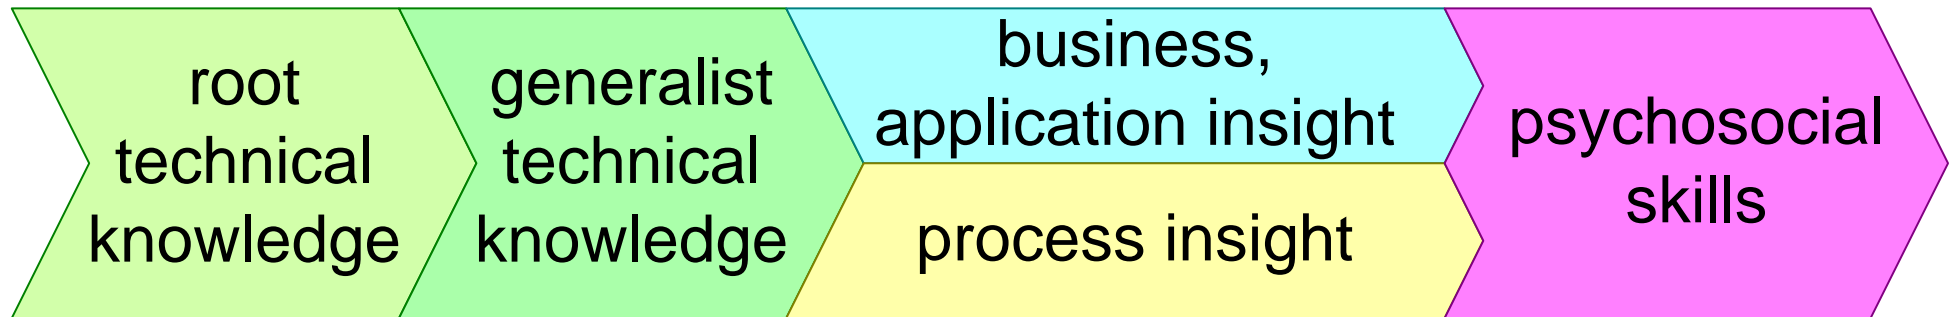 root
technical
knowledge
generalist
technical
knowledge
business,
application insight
process insight
psychosocial
skills